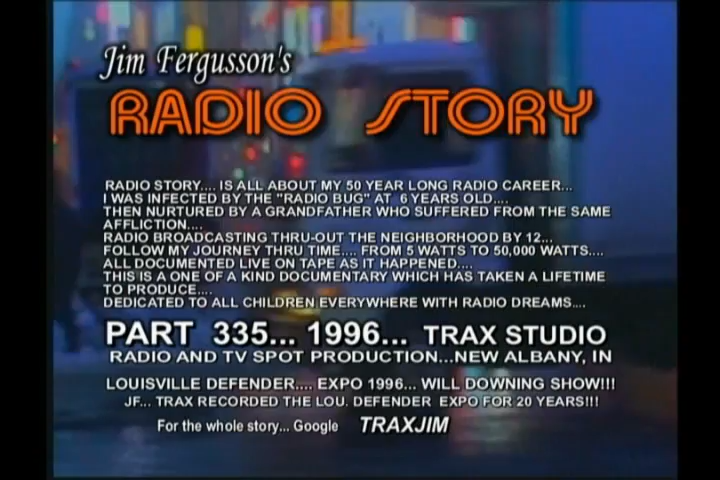 Jim Fergusson's
RADIO STORY
RADIO STORY.... IS ALL ABOUT MY 50 YEAR LONG RADIO CAREER...
I WAS INFECTED BY THE "RADIO BUG" AT 6 YEARS OLD....
THEN NURTURED BY A GRANDFATHER WHO SUFFERED FROM THE SAME
AFFLICTION....
RADIO BROADCASTING THRU-OUT THE NEIGHBORHOOD BY 12...
FOLLOW MY JOURNEY THRU TIME.... FROM 5 WATTS TO 50,000 WATTS....
ALL DOCUMENTED LIVE ON TAPE AS IT HAPPENED....
THIS IS A ONE OF A KIND DOCUMENTARY WHICH HAS TAKEN A LIFETIME
TO PRODUCE....
DEDICATED TO ALL CHILDREN EVERYWHERE WITH RADIO DREAMS....
PART 335... 1996... TRAX STUDIO
RADIO AND TV SPOT PRODUCTION...NEW ALBANY, IN
LOUISVILLE DEFENDER.... EXPO 1996... WILL DOWNING SHOW!!!
JF... TRAX RECORDED THE LOU. DEFENDER EXPO FOR 20 YEARS!!!
For the whole story... Google TRAXJIM